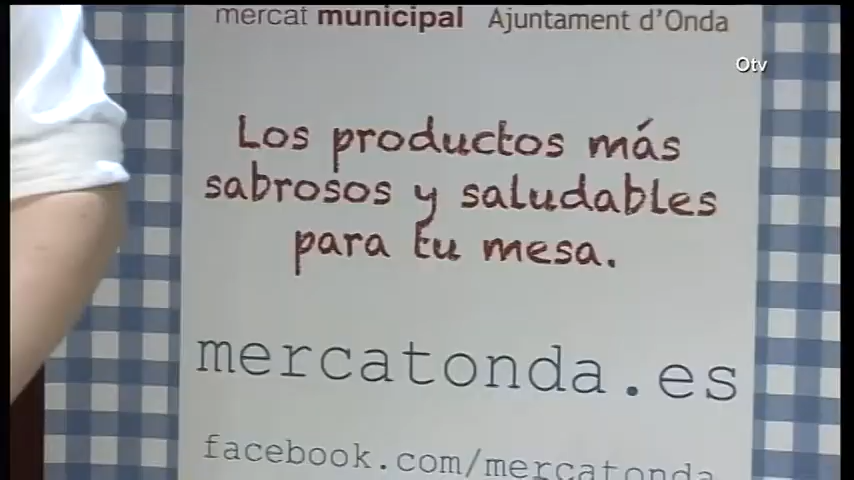 mercat municipal Ajuntament d'Onda
Otv
Los productos más
sabrosos y saludables
para tu mesa.
mercatonda.es
facebook.com/mercatonda